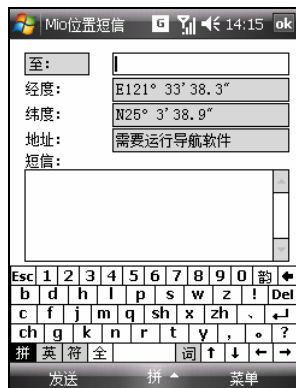 Mio位置短信 G 14:15 ok
至:
经度: E121° 33'38.3"
纬度: N25° 3'38.9"
地址: 需要运行导航软件
短信:
Esc 1 2 3 4 5 6 7 8 9 0 韵 ←
b d h l p s w z ! Del
c f j m q sh x zh 、 ↵
ch g k n r t y , 。 ?
拼 英 符 全 词 ↑ ↓ ← →
发送 拼 菜单